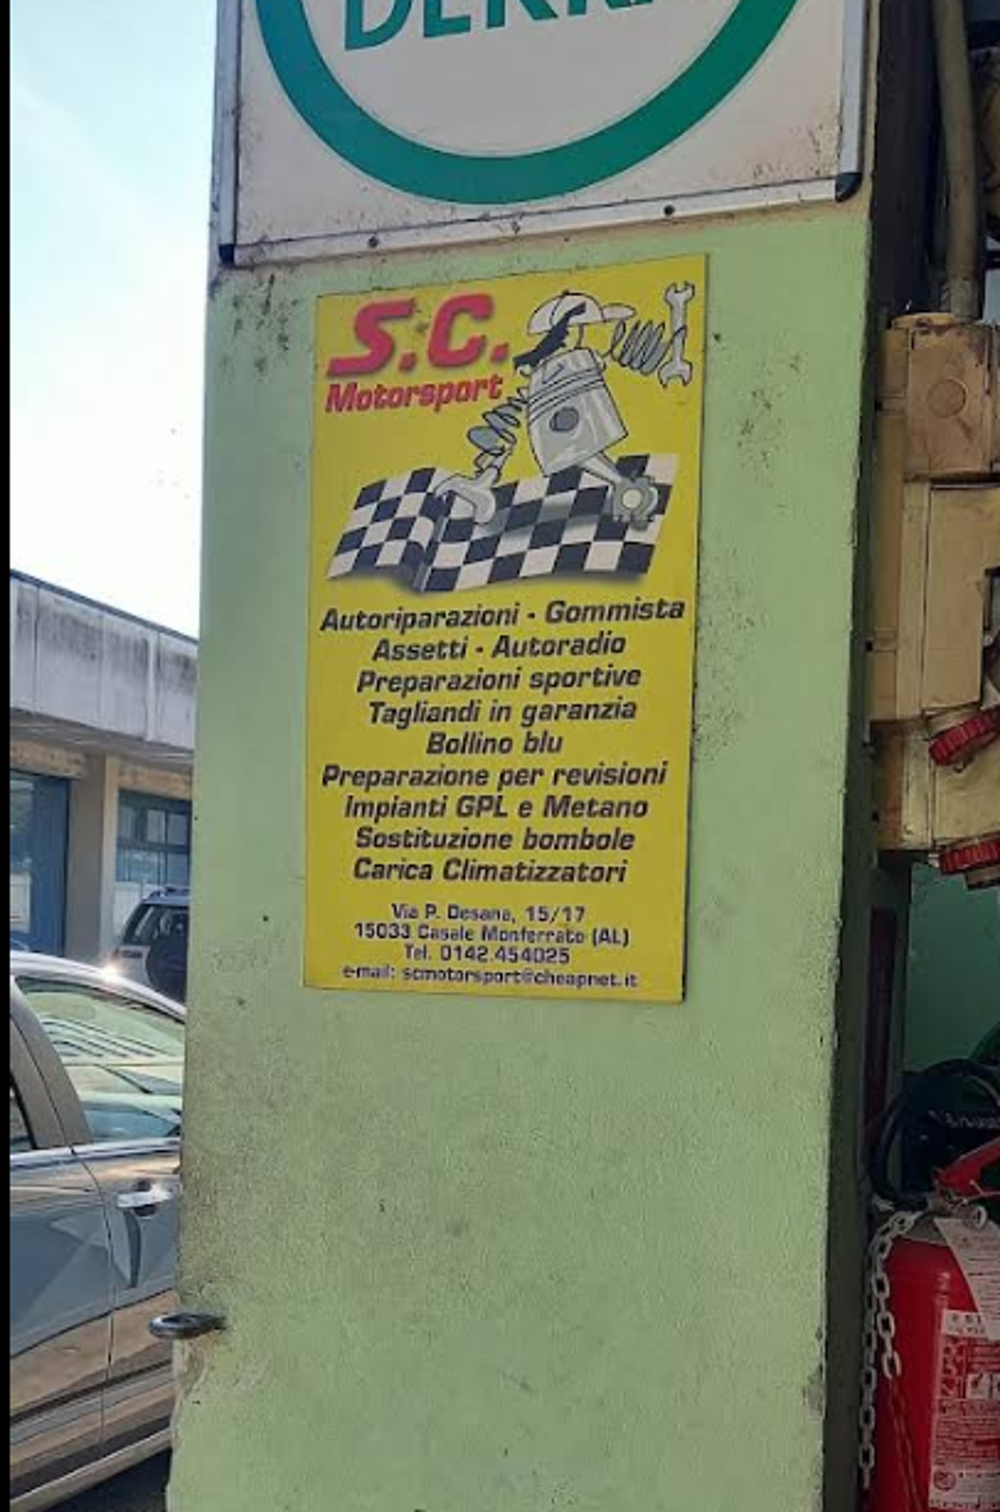 DEKRA
S.C.
Motorsport
Autoriparazioni - Gommista
Assetti - Autoradio
Preparazioni sportive
Tagliandi in garanzia
Bollino blu
Preparazione per revisioni
Impianti GPL e Metano
Sostituzione bombole
Carica Climatizzatori
Via P. Desana, 15/17
15033 Casale Monferrato (AL)
Tel. 0142.454025
e-mail: scmotorsport@cheapnet.it